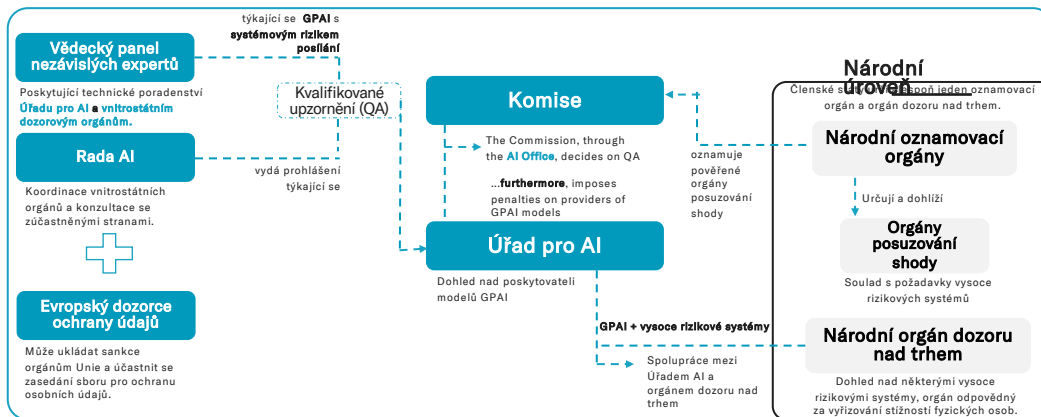 týkající se GPAI s
systémovým rizikem
posílání
Vědecký panel
nezávislých expertů
Poskytující technické poradenství
Úřadu pro AI a vnitrostátním
dozorovým orgánům.
Kvalifikované
upozornění (QA)
Rada AI
vydá prohlášení
týkající se
Koordinace vnitrostátních
orgánů a konzultace se
zúčastněnými stranami.
Evropský dozorce
ochrany údajů
Může ukládat sankce
orgánům Unie a účastnit se
zasedání sboru pro ochranu
osobních údajů.
Komise
The Commission, through
the AI Office, decides on QA
...furthermore, imposes
penalties on providers of
GPAI models
Úřad pro AI
Dohled nad poskytovateli
modelů GPAI
oznamuje
pověřené
orgány
posuzování
shody
GPAI + vysoce rizikové systémy
Spolupráce mezi
Úřadem AI a
orgánem dozoru nad
trhem
Národní
úroveň
Členské státy jeden oznamovací
orgán a orgán dozoru nad trhem.
Národní oznamovací
orgány
Určují a dohlíží
Orgány
posuzování
shody
Soulad s požadavky vysoce
rizikových systémů
Národní orgán dozoru
nad trhem
Dohled nad některými vysoce
rizikovými systémy, orgán odpovědný
za vyřizování stížností fyzických osob.